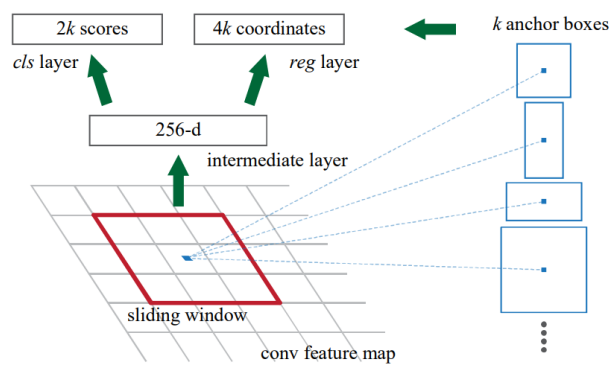 2k scores
4k coordinates
k anchor boxes
cls layer
reg layer
256-d
intermediate layer
sliding window
conv feature map